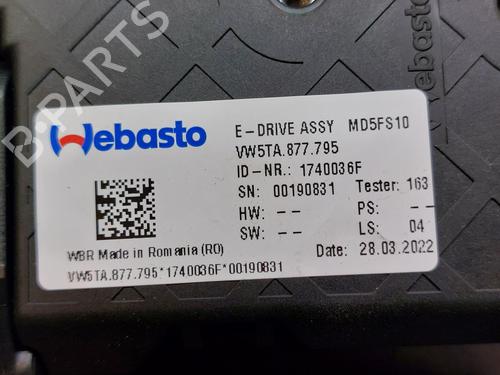 B-PARTS
Webasto
Webasto
E-DRIVE ASSY MD5FS10
VW5TA.877.795
ID-NR.: 1740036F
SN: 00190831 Tester: 163
HW: -- PS: --
SW: -- LS: 04
WBR Made in Romania (RO) Date: 28.03.2022
VW5TA.877.795*1740036F*00190831